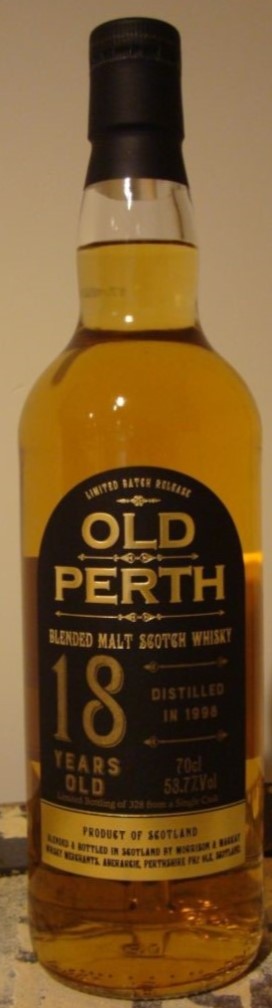 LIMITED BATCH RELEASE
OLD
PERTH
BLENDED MALT SCOTCH WHISKY
18
YEARS
OLD
DISTILLED
IN 1998
70cl
53.7%Vol
Limited Bottling of 328 from a Single Cask
PRODUCT OF SCOTLAND
BLENDED & BOTTLED IN SCOTLAND BY MORRISON & MACKAY
WHISKY MERCHANTS, ABERARGIE, PERTHSHIRE PH2 9LX, SCOTLAND